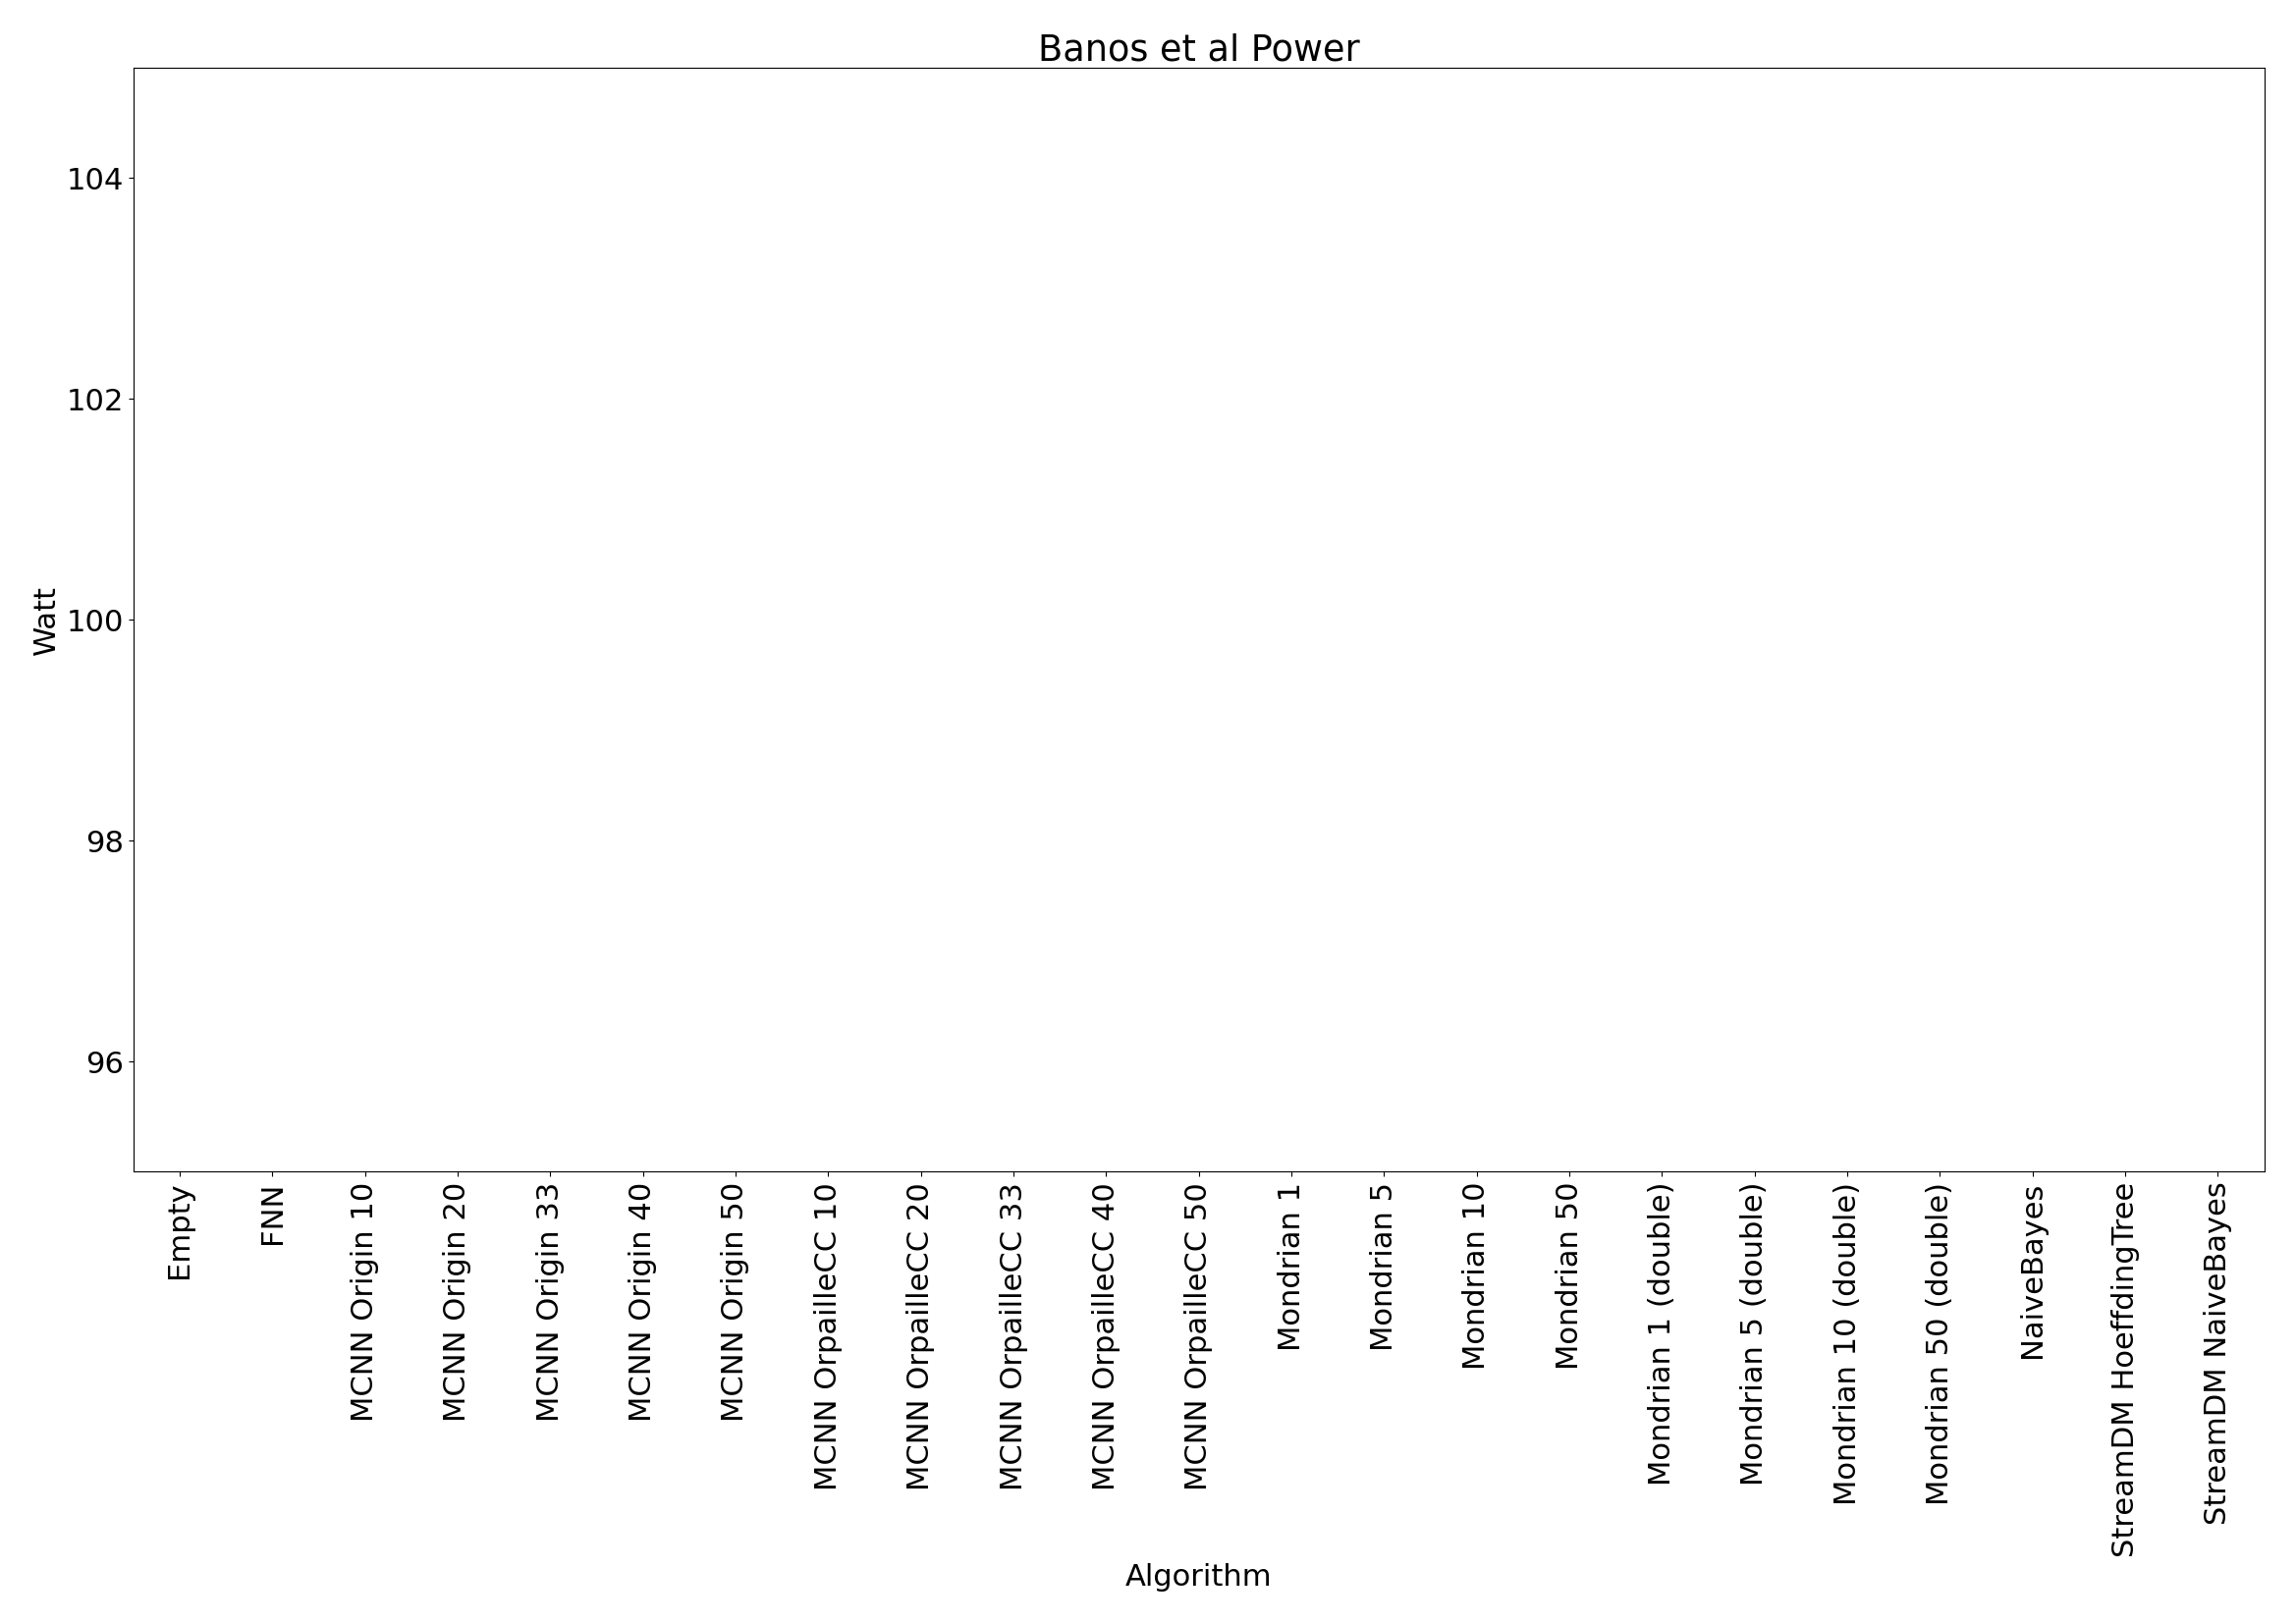 Banos et al Power
104
102
100
98
96
Watt
Empty
FNN
MCNN Origin 10
MCNN Origin 20
MCNN Origin 33
MCNN Origin 40
MCNN Origin 50
MCNN OrpailleCC 10
MCNN OrpailleCC 20
MCNN OrpailleCC 33
MCNN OrpailleCC 40
MCNN OrpailleCC 50
Mondrian 1
Mondrian 5
Mondrian 10
Mondrian 50
Mondrian 1 (double)
Mondrian 5 (double)
Mondrian 10 (double)
Mondrian 50 (double)
NaiveBayes
StreamDM HoeffdingTree
StreamDM NaiveBayes
Algorithm